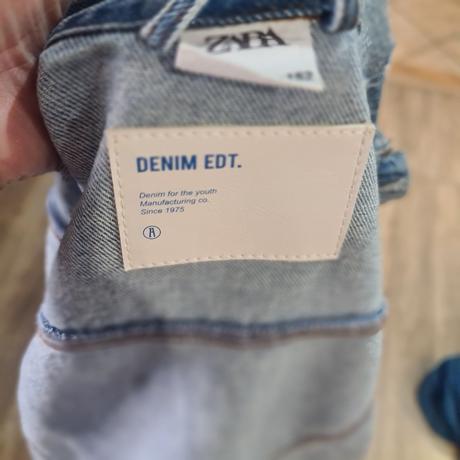 ZARA
DENIM EDT.
Denim for the youth
Manufacturing co.
Since 1975